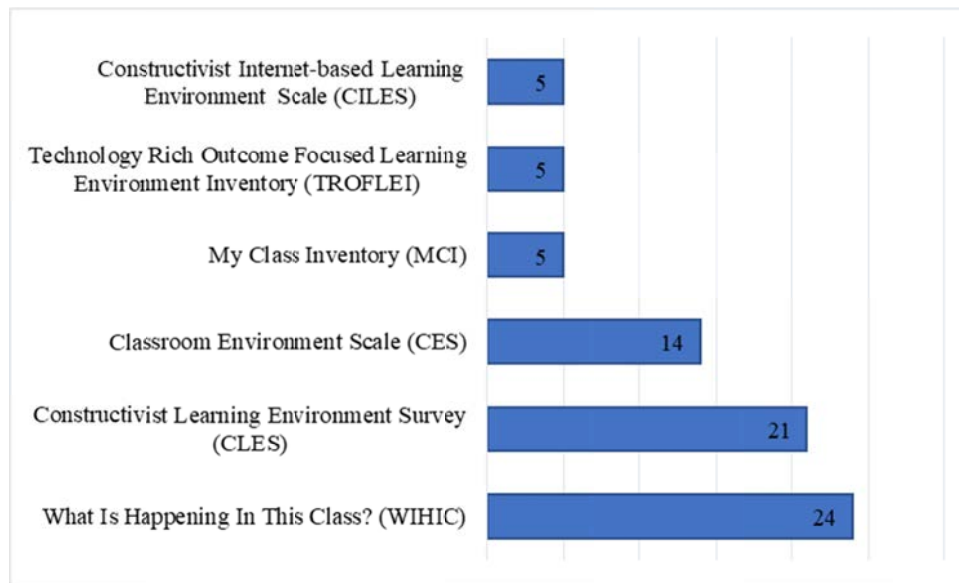 Constructivist Internet-based Learning
Environment Scale (CILES)
5
Technology Rich Outcome Focused Learning
Environment Inventory (TROFLEI)
5
My Class Inventory (MCI)
5
Classroom Environment Scale (CES)
14
Constructivist Learning Environment Survey
(CLES)
21
What Is Happening In This Class? (WIHIC)
24